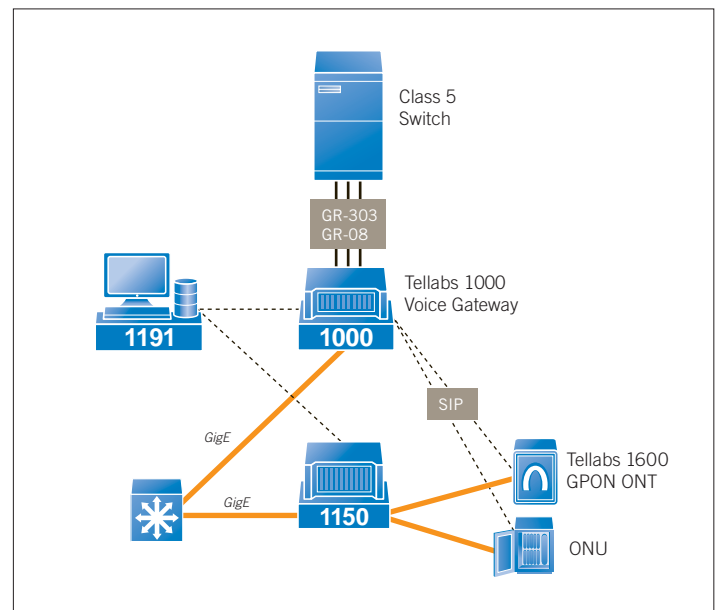 Class 5
Switch
GR-303
GR-08
Tellabs 1000
Voice Gateway
1191
1000
SIP
GigE
Tellabs 1600
GPON ONT
GigE
1150
ONU